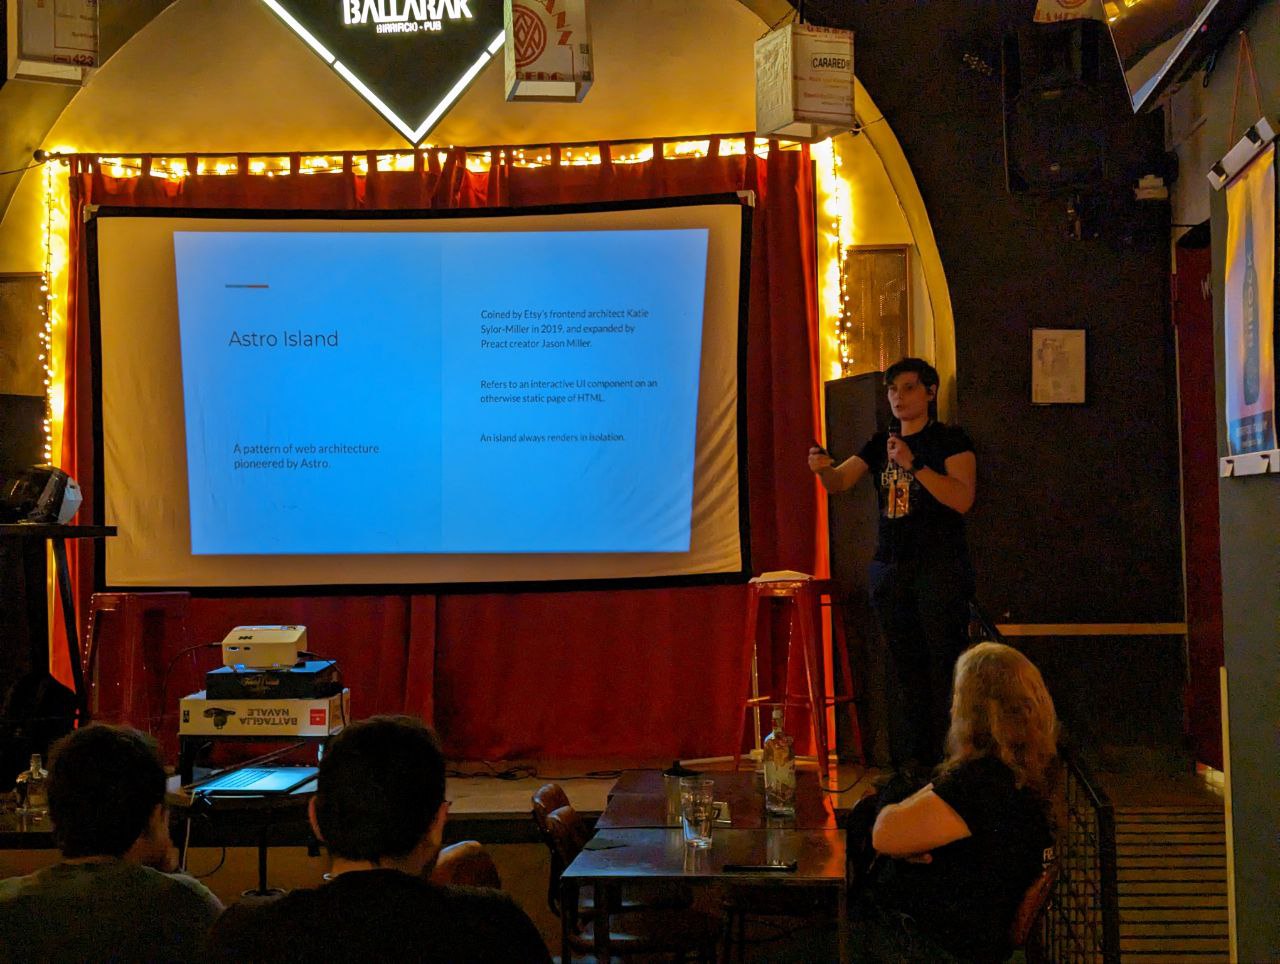 BALLARAK
BIRRIFICIO - PUB
423
CARARED®
Astro Island
A pattern of web architecture
pioneered by Astro.
Coined by Etsy's frontend architect Katie
Sylor-Miller in 2019, and expanded by
Preact creator Jason Miller.
Refers to an interactive UI component on an
otherwise static page of HTML.
An island always renders in isolation.
BATTAGLIA
NAVALE